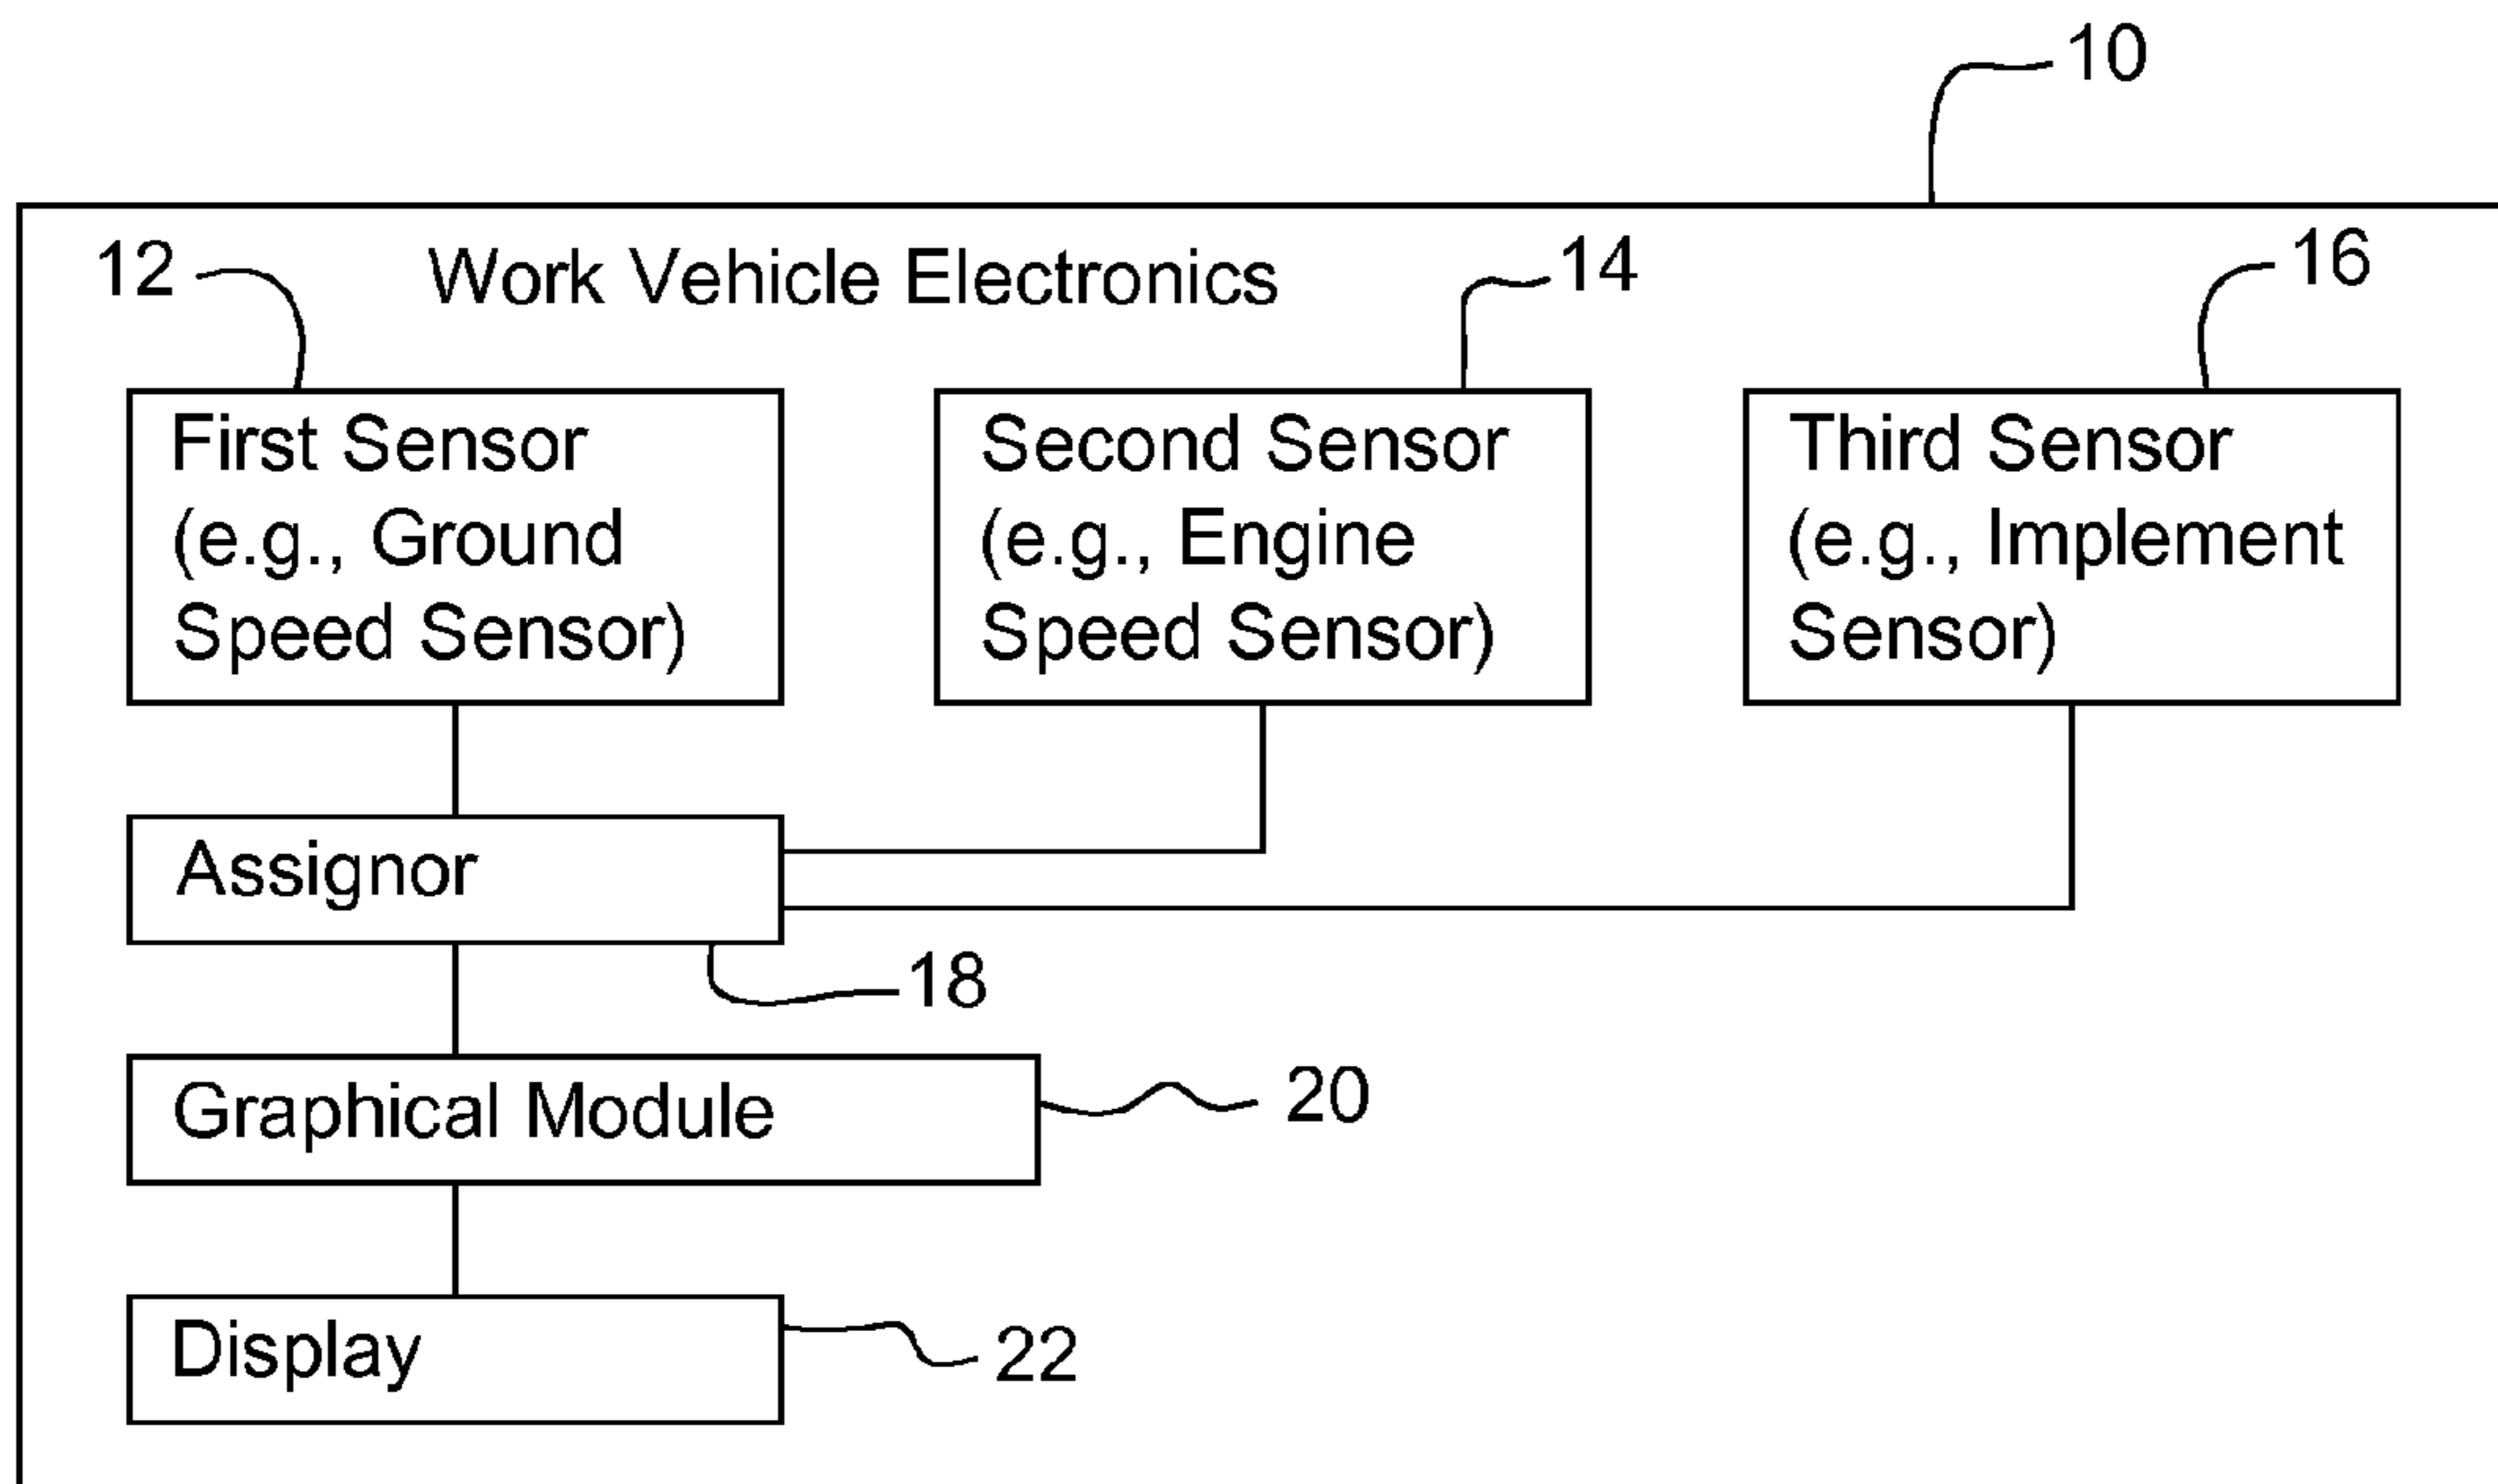 10
12
Work Vehicle Electronics
14
16
First Sensor
(e.g., Ground
Speed Sensor)
Second Sensor
(e.g., Engine
Speed Sensor)
Third Sensor
(e.g., Implement
Sensor)
Assignor
18
Graphical Module
20
Display
22